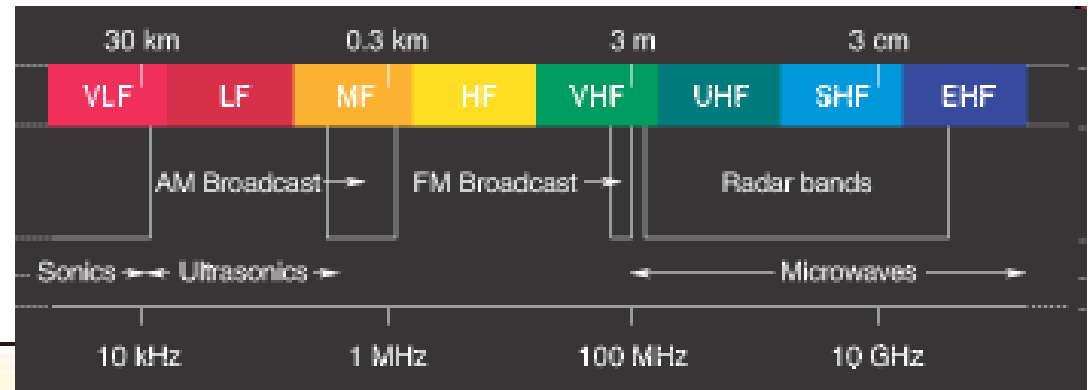 30 km 0.3 km 3 m 3 cm
VLF LF MF HF VHF UHF SHF EHF
AM Broadcast FM Broadcast Radar bands
Sonics Ultrasonics Microwaves
10 kHz 1 MHz 100 MHz 10 GHz